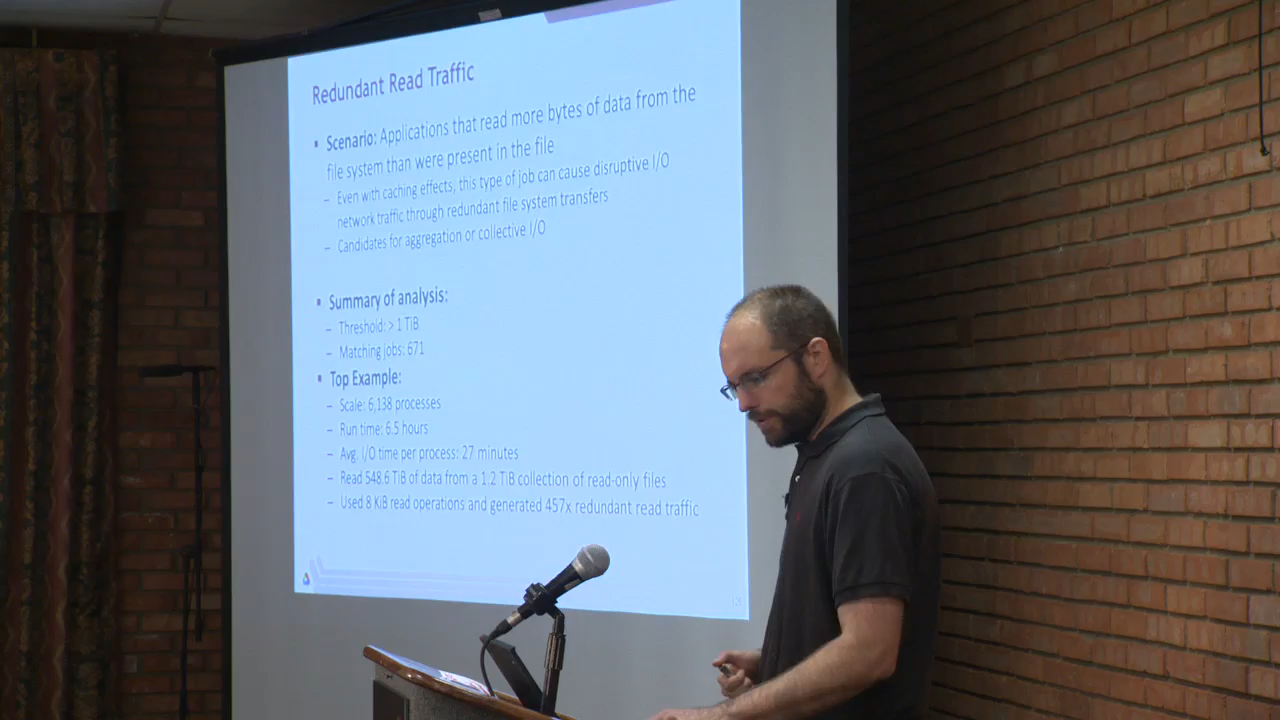 Redundant Read Traffic
▪ Scenario: Applications that read more bytes of data from the
file system than were present in the file
– Even with caching effects, this type of job can cause disruptive I/O
network traffic through redundant file system transfers
– Candidates for aggregation or collective I/O
▪ Summary of analysis:
– Threshold: > 1 TiB
– Matching jobs: 671
▪ Top Example:
– Scale: 6,138 processes
– Run time: 6.5 hours
– Avg. I/O time per process: 27 minutes
– Read 548.6 TiB of data from a 1.2 TiB collection of read-only files
– Used 8 KiB read operations and generated 457x redundant read traffic